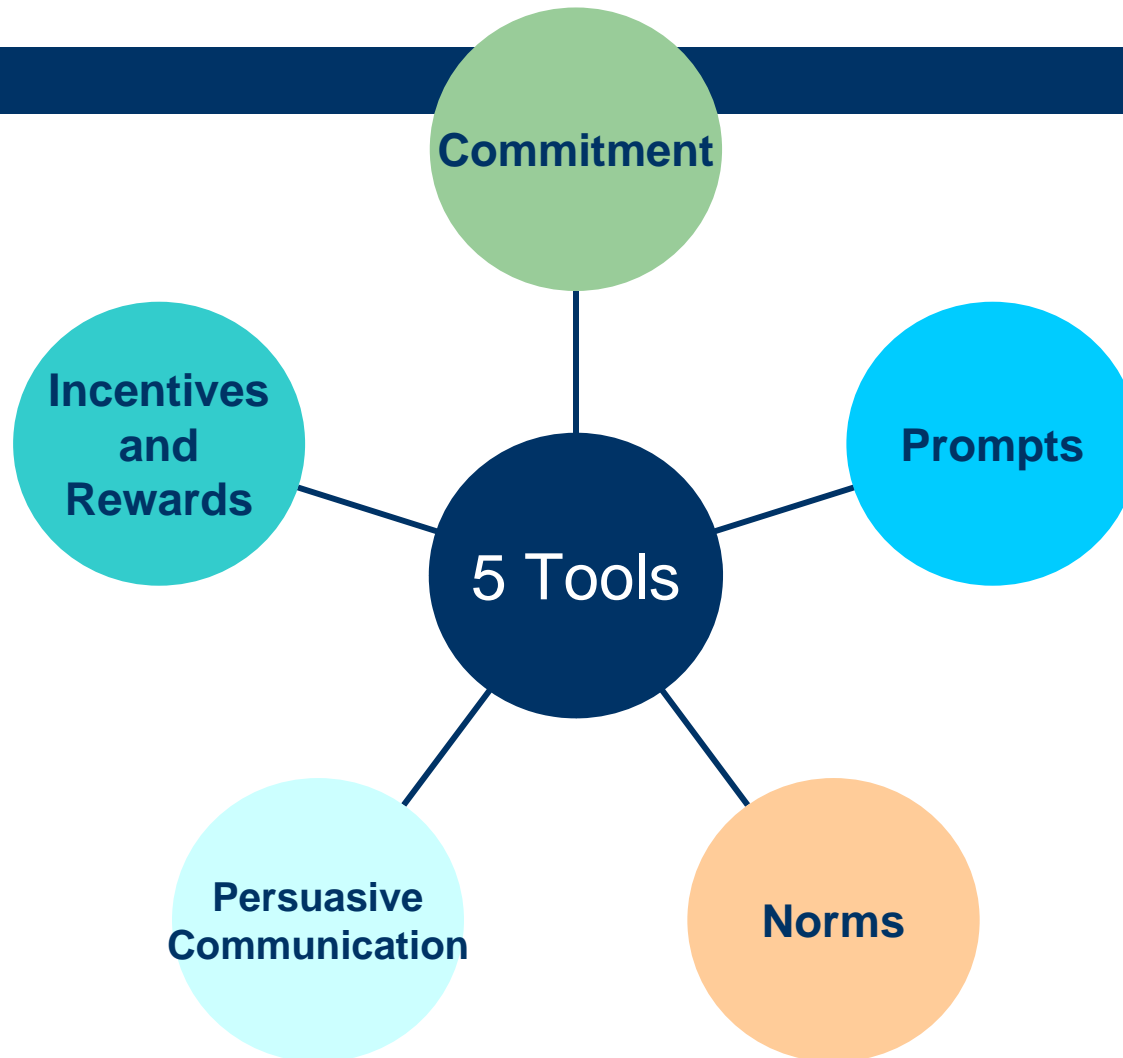 Commitment
Incentives
and
Rewards
Prompts
5 Tools
Persuasive
Communication
Norms